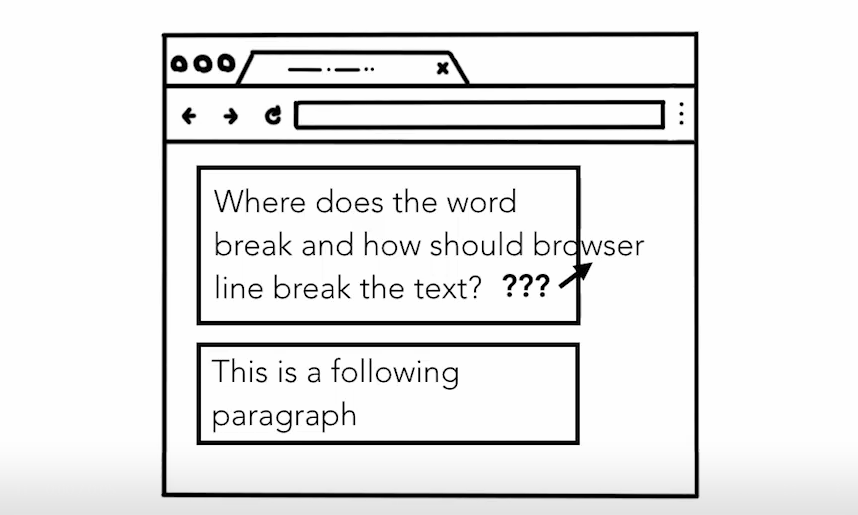 Where does the word
break and how should browser
line break the text? ???
This is a following
paragraph